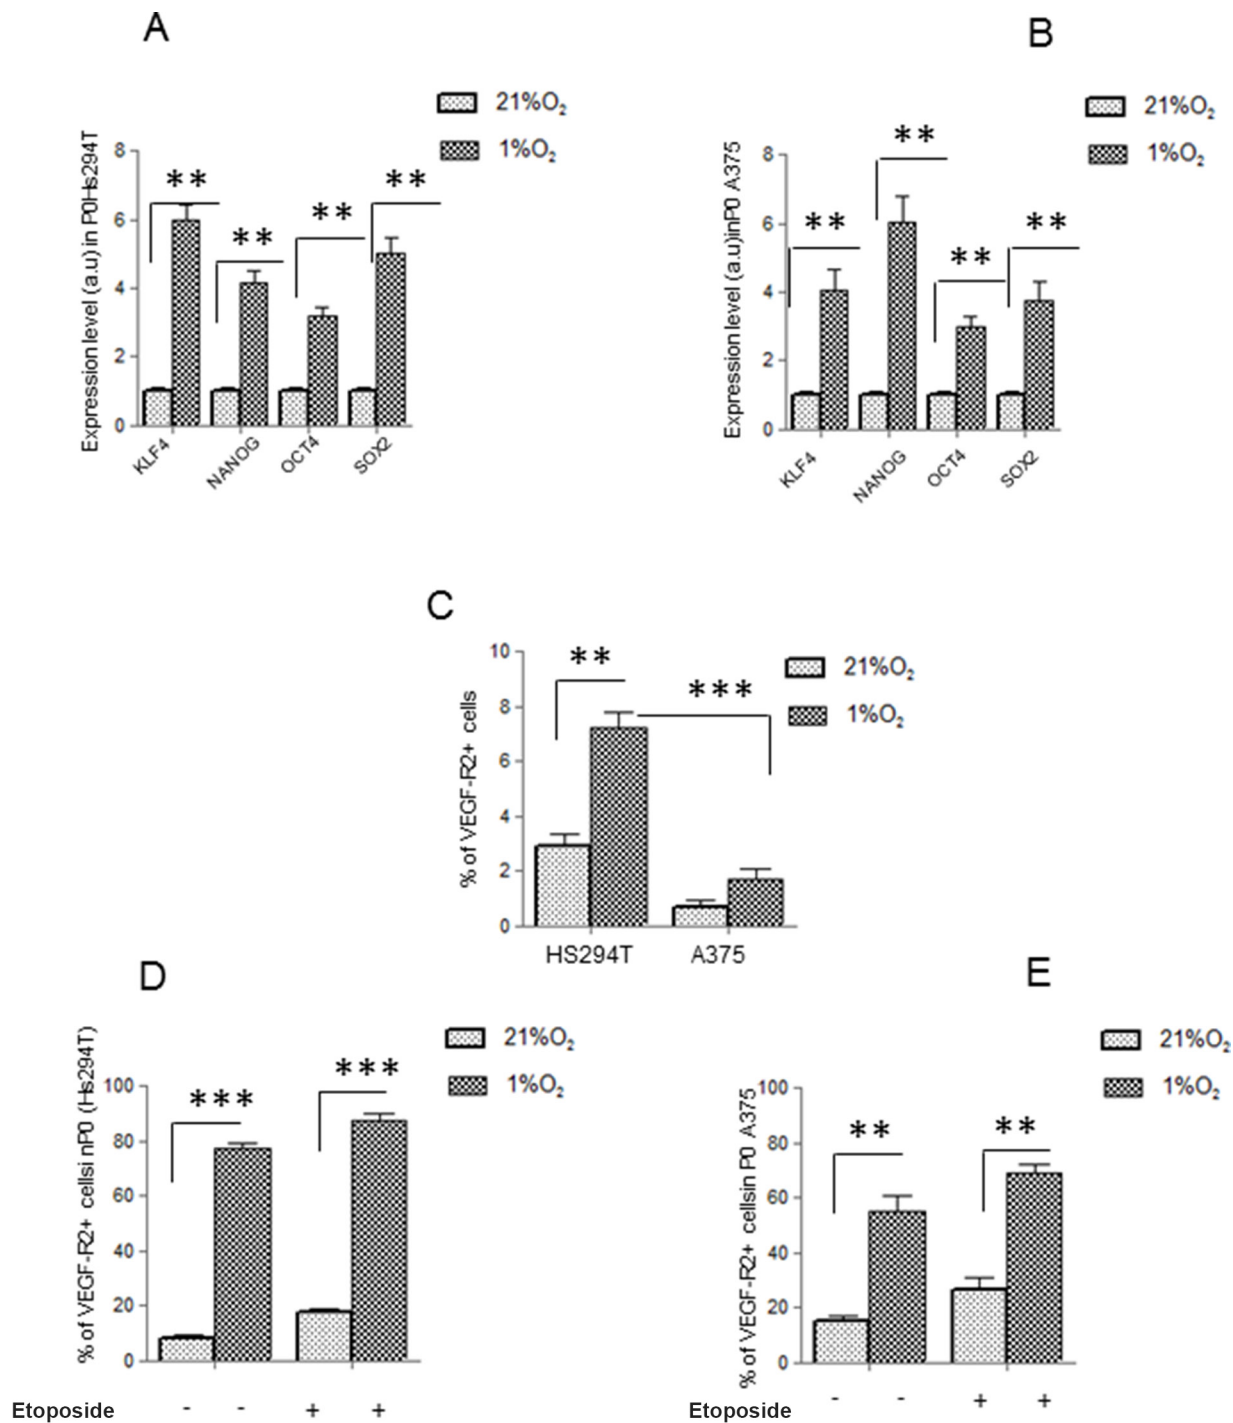 A
21%O₂
1%O₂
Expression level (a.u) in P0Hs294T
8
6
4
2
0
** ** ** **
KLF4 NANOG OCT4 SOX2
B
21%O₂
1%O₂
Expression level (a.u)inP0 A375
8
6
4
2
0
** ** ** **
KLF4 NANOG OCT4 SOX2
C
21%O₂
1%O₂
% of VEGF-R2+ cells
10
8
6
4
2
0
** ***
HS294T A375
D
21%O₂
1%O₂
% of VEGF-R2+ cellsi nP0 (Hs294T)
100
80
60
40
20
0
*** ***
Etoposide - - + +
E
21%O₂
1%O₂
% of VEGF-R2+ cellsin P0 A375
100
80
60
40
20
0
** **
Etoposide - - + +